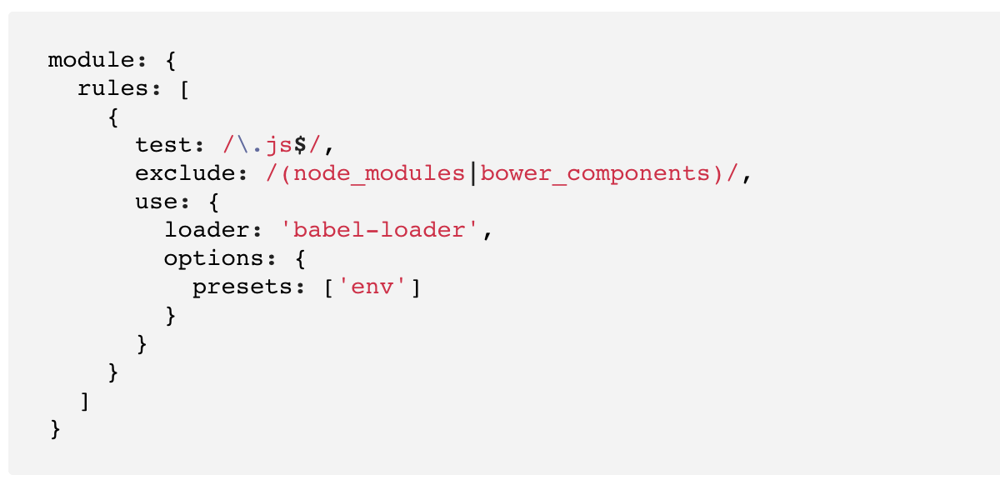 module: {
  rules: [
    {
      test: /\.js$/,
      exclude: /(node_modules|bower_components)/,
      use: {
        loader: 'babel-loader',
        options: {
          presets: ['env']
        }
      }
    }
  ]
}